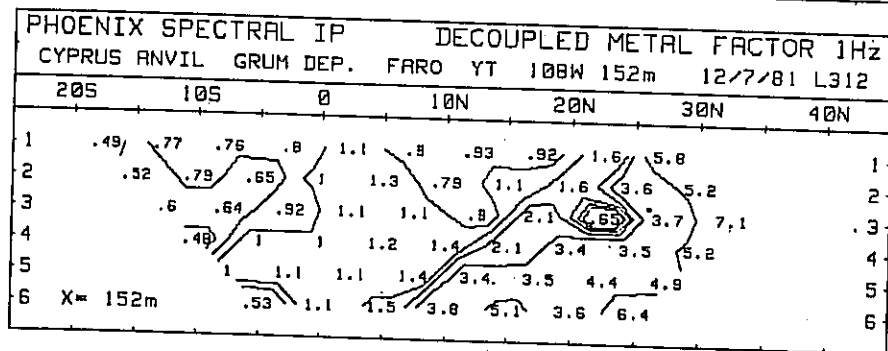 PHOENIX SPECTRAL IP DECOUPLED METAL FACTOR 1Hz
CYPRUS ANVIL GRUM DEP. FARO YT 108W 152m 12/7/81 L312
20S 10S 0 10N 20N 30N 40N
1 .49 .77 .76 .8 1.1 .8 .93 .92 1.6 5.8 1
2 .52 .79 .65 1 1.3 .79 1.1 1.6 3.6 5.2 2
3 .6 .64 .92 1.1 1.1 .8 2.1 .65 3.7 7.1 3
4 .48 1 1 1.2 1.4 2.1 3.4 3.5 5.2 4
5 1 1.1 1.1 1.4 3.4 3.5 4.4 4.9 5
6 X= 152m .53 1.1 1.5 3.8 5.1 3.6 6.4 6